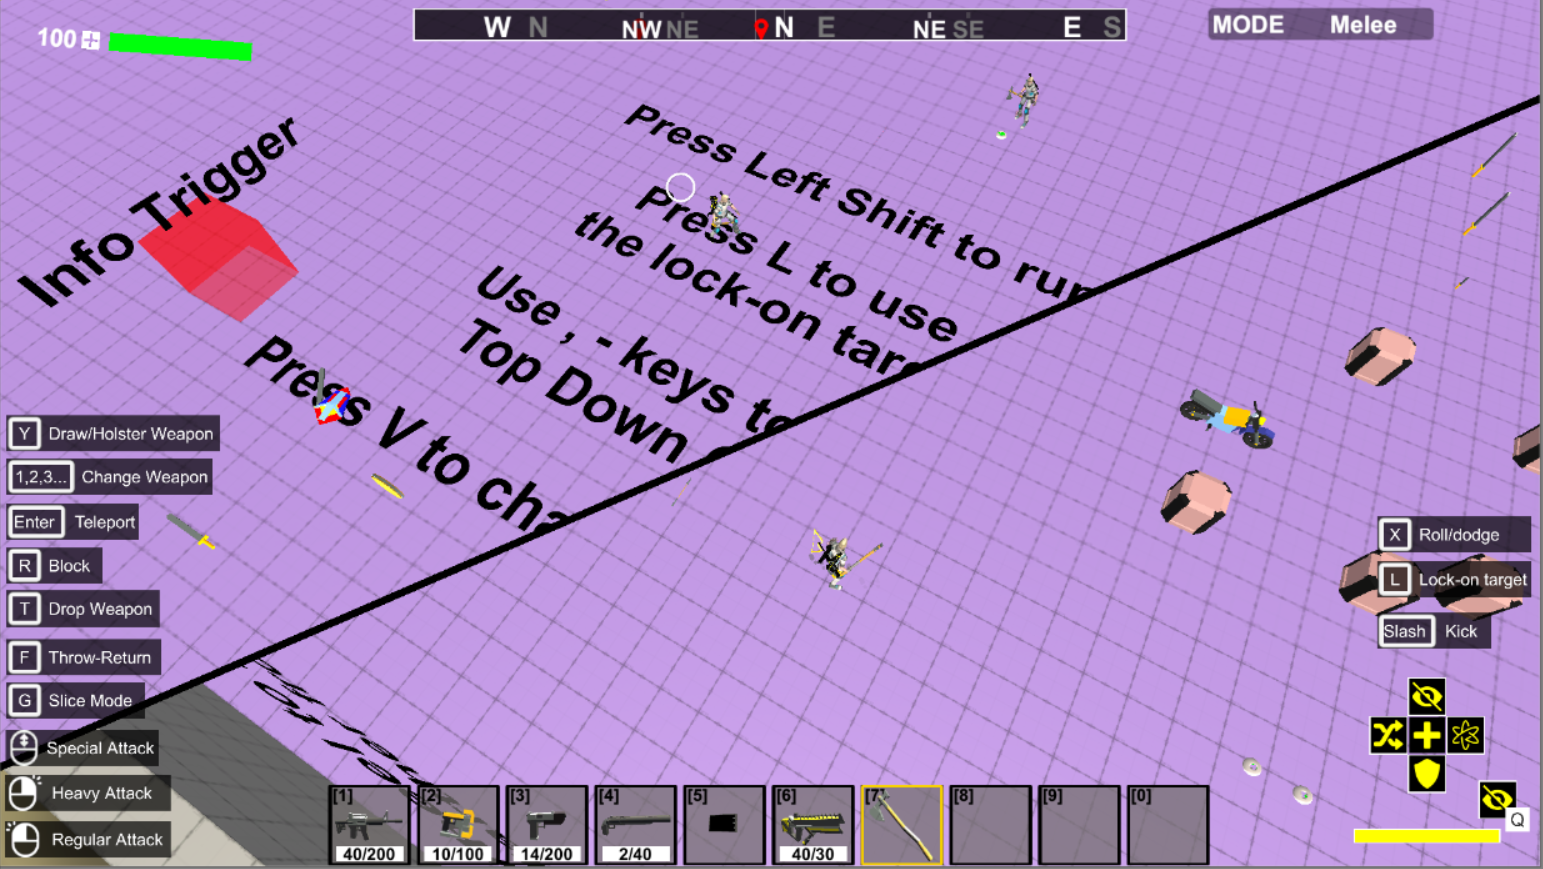 100
W N NW NE N E NE SE E S
MODE Melee
Info Trigger
Press Left Shift to run
Press L to use
the lock-on targ
Use , - keys to
Top Down
Press V to cha
Y Draw/Holster Weapon
1,2,3... Change Weapon
Enter Teleport
R Block
T Drop Weapon
F Throw-Return
G Slice Mode
Special Attack
Heavy Attack
Regular Attack
X Roll/dodge
L Lock-on target
Slash Kick
Q
[1] [2] [3] [4] [5] [6] [7] [8] [9] [0]
40/200 10/100 14/200 2/40 40/30